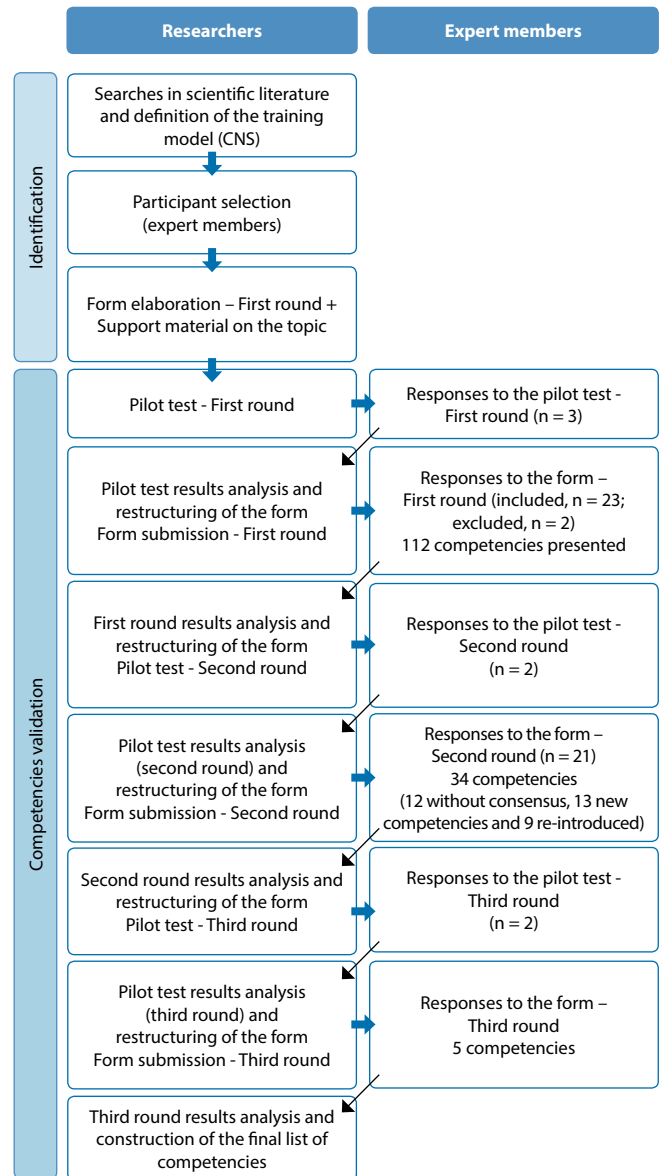 Researchers
Expert members
Identification
Searches in scientific literature
and definition of the training
model (CNS)
Participant selection
(expert members)
Form elaboration – First round +
Support material on the topic
Competencies validation
Pilot test - First round
Responses to the pilot test -
First round (n = 3)
Pilot test results analysis and
restructuring of the form
Form submission - First round
Responses to the form –
First round (included, n = 23;
excluded, n = 2)
112 competencies presented
First round results analysis and
restructuring of the form
Pilot test - Second round
Responses to the pilot test -
Second round
(n = 2)
Pilot test results analysis
(second round) and
restructuring of the form
Form submission - Second round
Responses to the form –
Second round (n = 21)
34 competencies
(12 without consensus, 13 new
competencies and 9 re-introduced)
Second round results analysis and
restructuring of the form
Pilot test - Third round
Responses to the pilot test -
Third round
(n = 2)
Pilot test results analysis
(third round) and
restructuring of the form
Form submission - Third round
Responses to the form –
Third round
5 competencies
Third round results analysis and
construction of the final list of
competencies